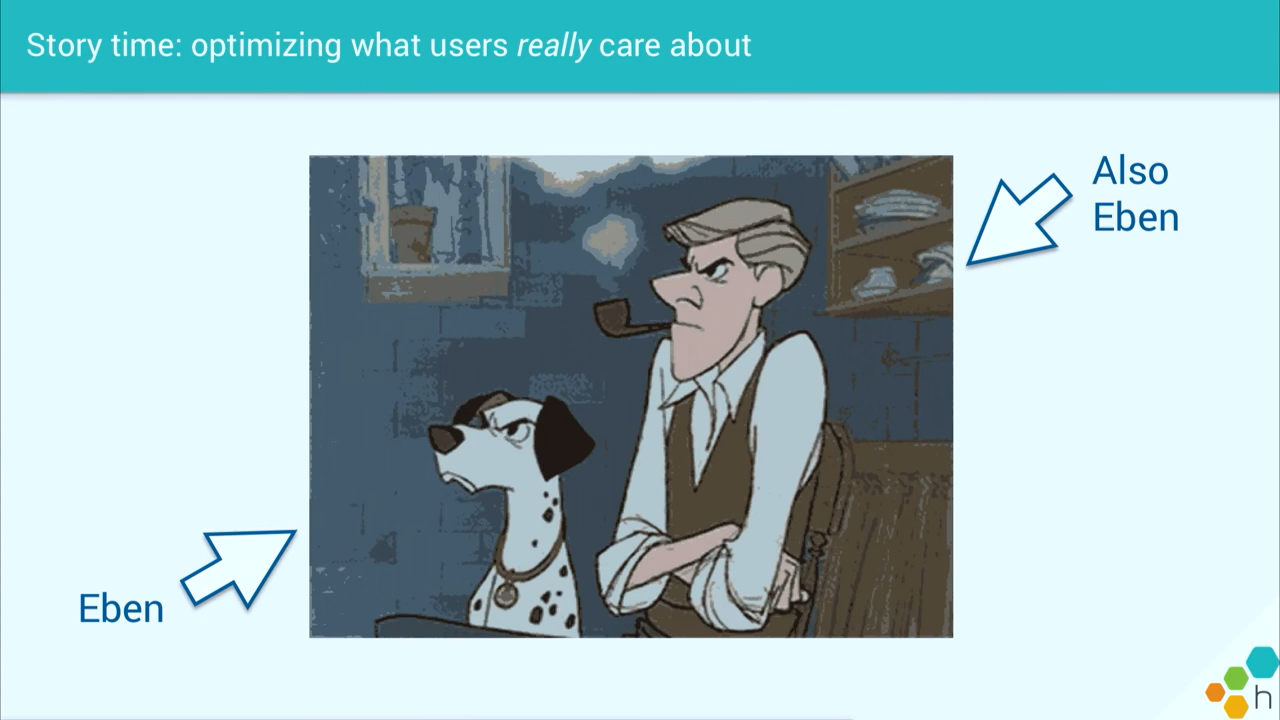 Story time: optimizing what users really care about
Also
Eben
Eben
h